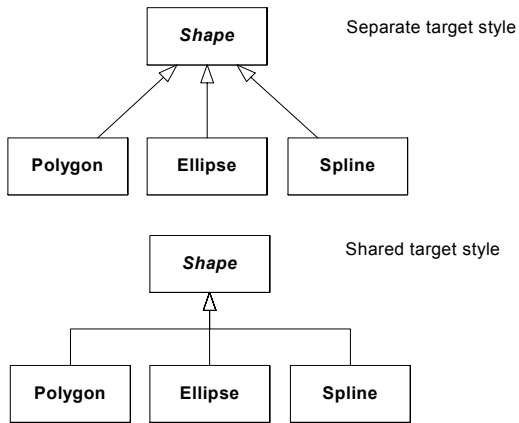 Shape
Separate target style
Polygon
Ellipse
Spline
Shape
Shared target style
Polygon
Ellipse
Spline